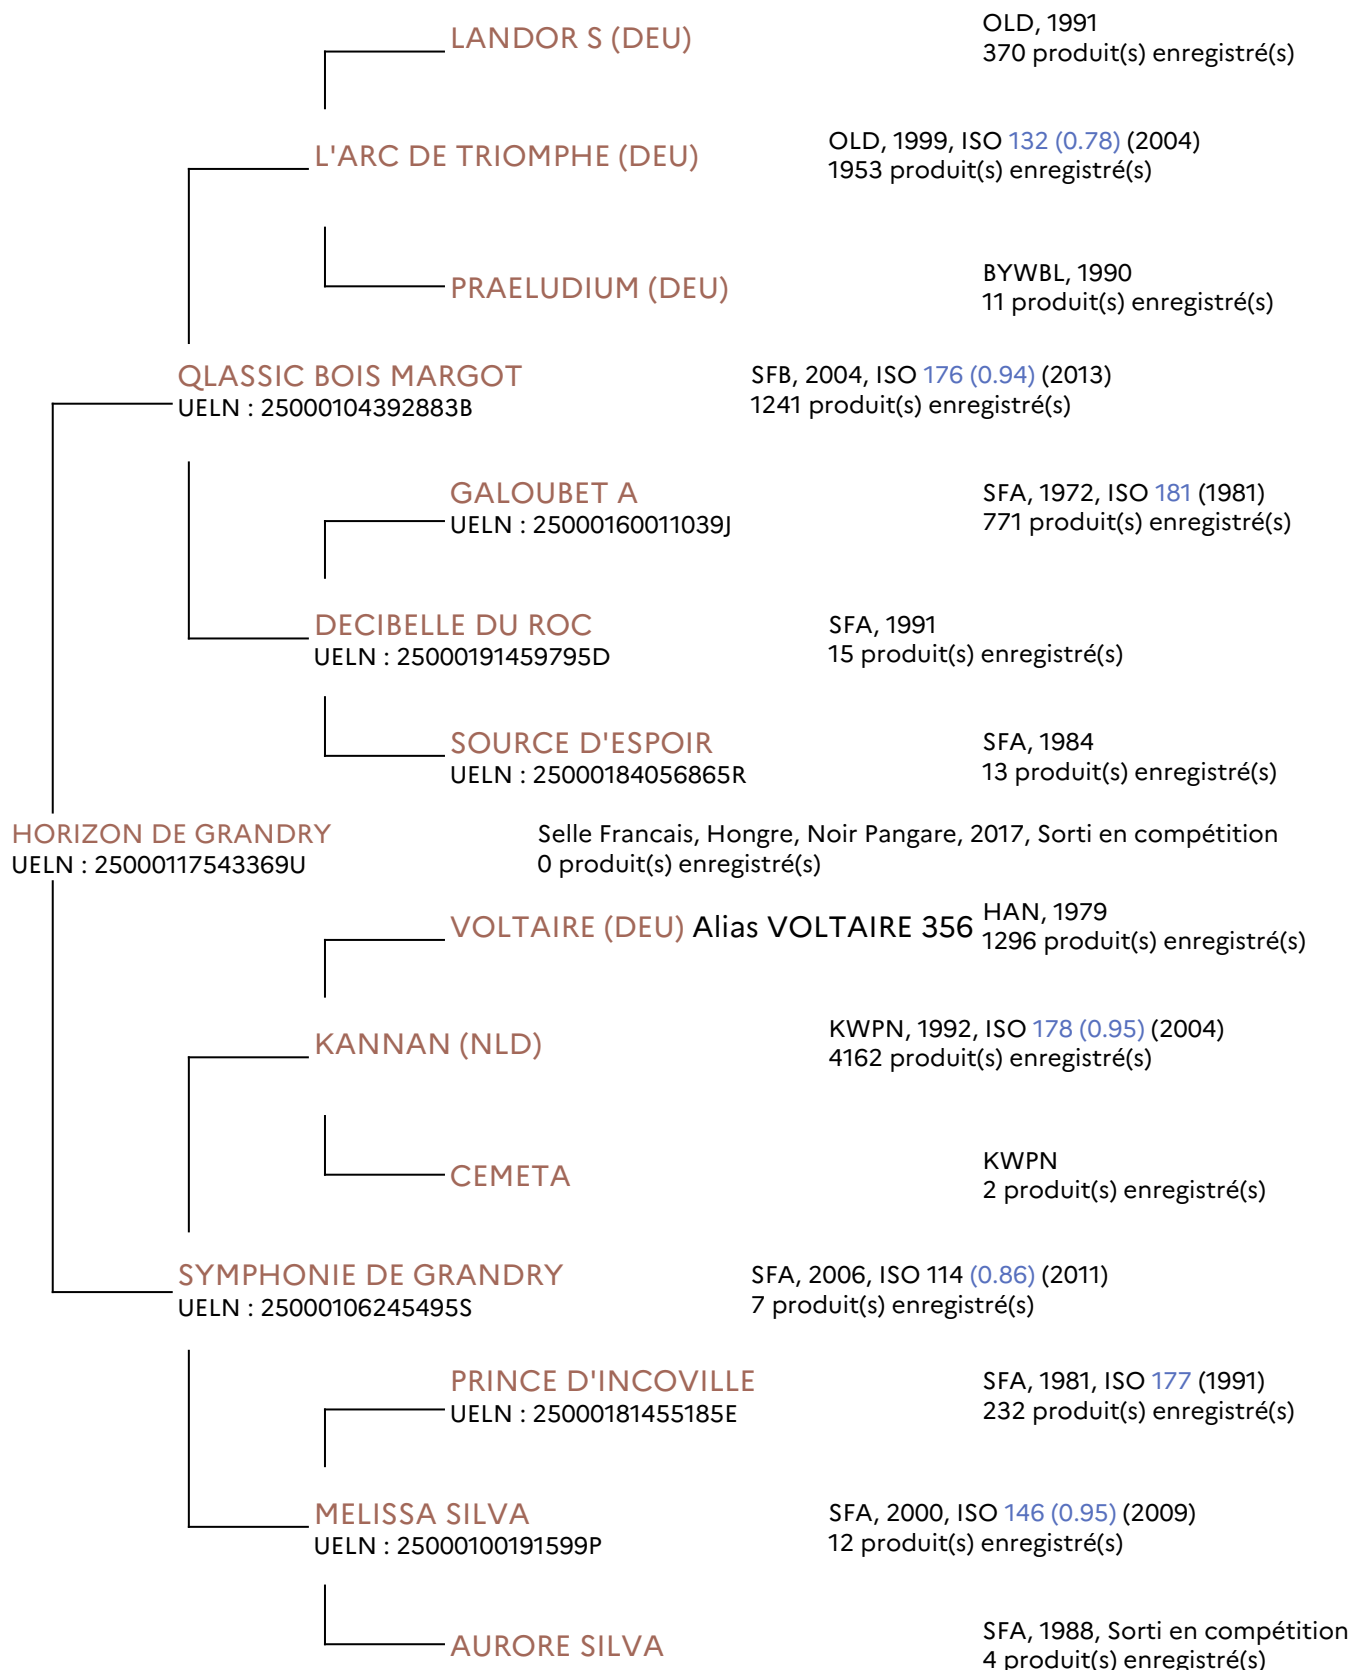 LANDOR S (DEU)
OLD, 1991
370 produit(s) enregistré(s)
L'ARC DE TRIOMPHE (DEU)
OLD, 1999, ISO 132 (0.78) (2004)
1953 produit(s) enregistré(s)
PRAELUDIUM (DEU)
BYWBL, 1990
11 produit(s) enregistré(s)
QLASSIC BOIS MARGOT
UELN : 25000104392883B
SFB, 2004, ISO 176 (0.94) (2013)
1241 produit(s) enregistré(s)
GALOUBET A
UELN : 25000160011039J
SFA, 1972, ISO 181 (1981)
771 produit(s) enregistré(s)
DECIBELLE DU ROC
UELN : 25000191459795D
SFA, 1991
15 produit(s) enregistré(s)
SOURCE D'ESPOIR
UELN : 25000184056865R
SFA, 1984
13 produit(s) enregistré(s)
HORIZON DE GRANDRY
UELN : 25000117543369U
Selle Francais, Hongre, Noir Pangare, 2017, Sorti en compétition
0 produit(s) enregistré(s)
VOLTAIRE (DEU) Alias VOLTAIRE 356
HAN, 1979
1296 produit(s) enregistré(s)
KANNAN (NLD)
KWPN, 1992, ISO 178 (0.95) (2004)
4162 produit(s) enregistré(s)
CEMETA
KWPN
2 produit(s) enregistré(s)
SYMPHONIE DE GRANDRY
UELN : 25000106245495S
SFA, 2006, ISO 114 (0.86) (2011)
7 produit(s) enregistré(s)
PRINCE D'INCOVILLE
UELN : 25000181455185E
SFA, 1981, ISO 177 (1991)
232 produit(s) enregistré(s)
MELISSA SILVA
UELN : 25000100191599P
SFA, 2000, ISO 146 (0.95) (2009)
12 produit(s) enregistré(s)
AURORE SILVA
SFA, 1988, Sorti en compétition
4 produit(s) enregistré(s)